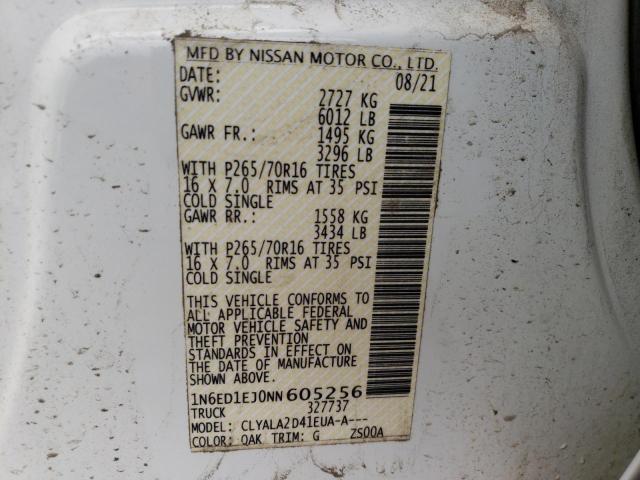 MFD BY NISSAN MOTOR CO., LTD.
DATE: 08/21
GVWR: 2727 KG
6012 LB
GAWR FR.: 1495 KG
3296 LB
WITH P265/70R16 TIRES
16 X 7.0 RIMS AT 35 PSI
COLD SINGLE
GAWR RR.: 1558 KG
3434 LB
WITH P265/70R16 TIRES
16 X 7.0 RIMS AT 35 PSI
COLD SINGLE
THIS VEHICLE CONFORMS TO
ALL APPLICABLE FEDERAL
MOTOR VEHICLE SAFETY AND
THEFT PREVENTION
STANDARDS IN EFFECT ON
THE DATE OF MANUFACTURE
SHOWN ABOVE.
1N6ED1EJ0NN605256
TRUCK 327737
MODEL: CLYALA2D41EUA-A---
COLOR: QAK TRIM: G ZS00A